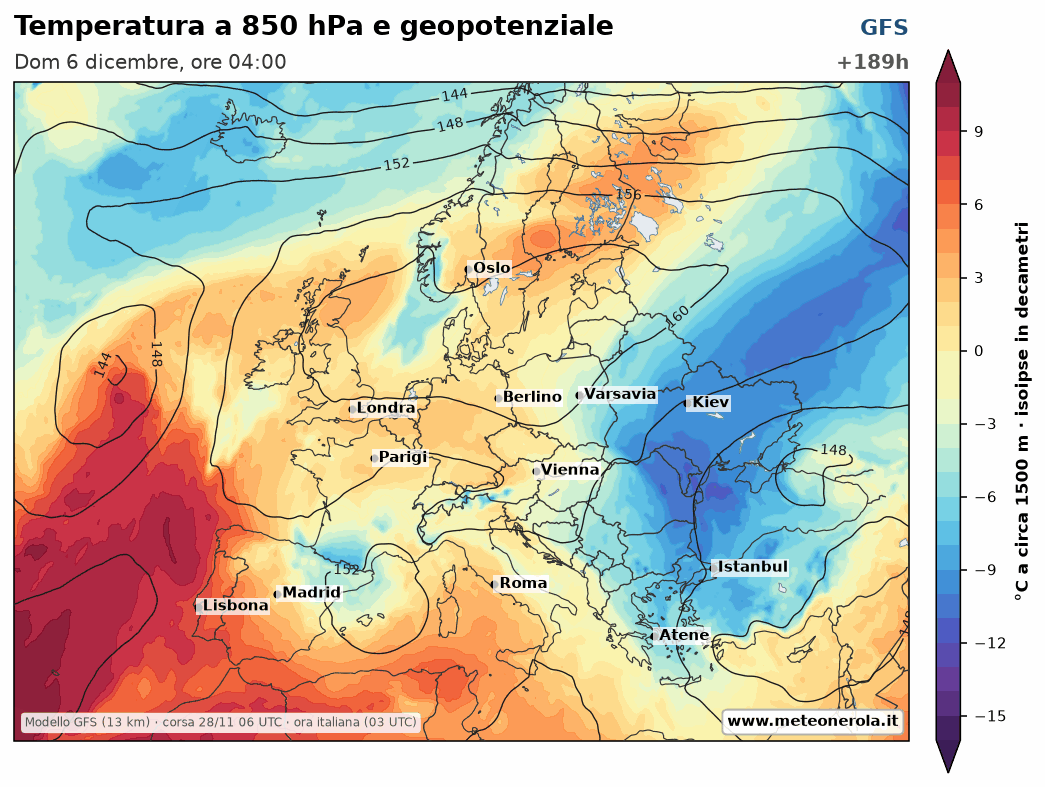 Temperatura a 850 hPa e geopotenziale
GFS
Dom 6 dicembre, ore 04:00
+189h
144
148
152
156
160
148
144
148
152
Oslo
Berlino
Varsavia
Kiev
Londra
Parigi
Vienna
Istanbul
Madrid
Lisbona
Roma
Atene
9
6
3
0
−3
−6
−9
−12
−15
°C a circa 1500 m · isoipse in decametri
Modello GFS (13 km) · corsa 28/11 06 UTC · ora italiana (03 UTC)
www.meteonerola.it